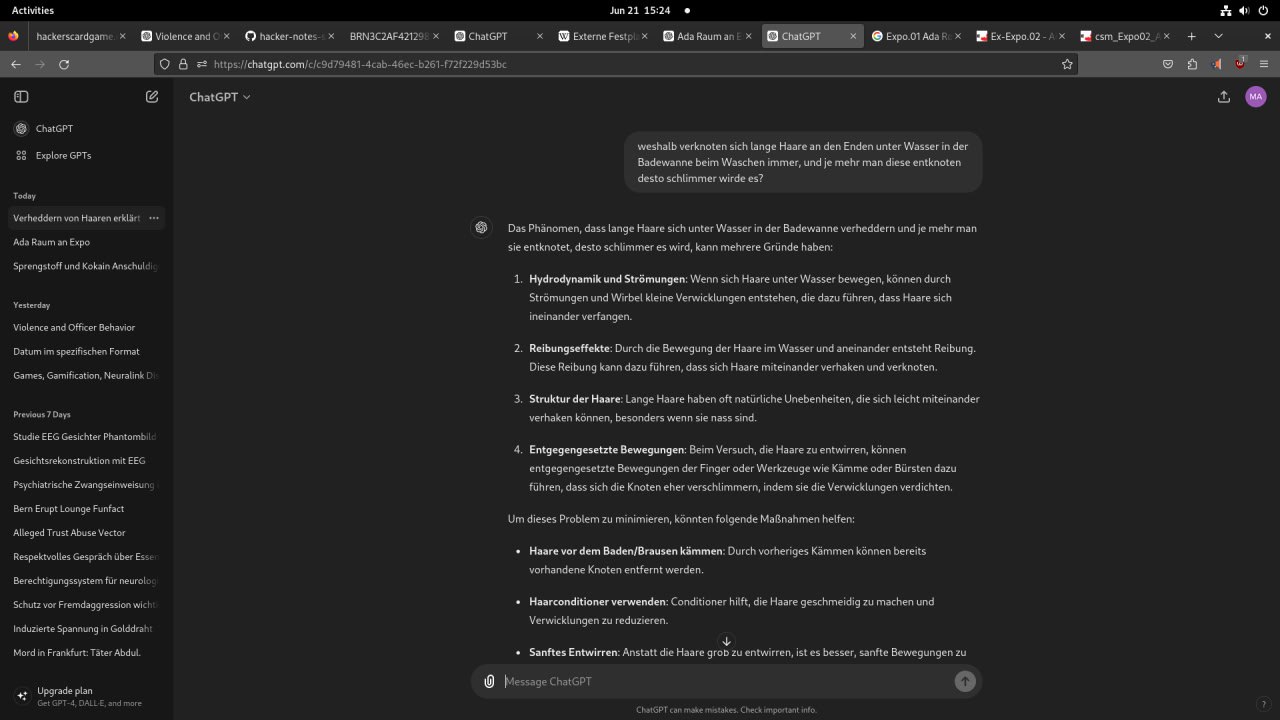 Activities
Jun 21 15:24
hackerscardgame.
Violence and O
hacker-notes-s
BRN3C2AF421298
ChatGPT
Externe Festpla
Ada Raum an E
ChatGPT
Expo.01 Ada Ro
Ex-Expo.02 - A
csm_Expo02_A
https://chatgpt.com/c/c9d79481-4cab-46ec-b261-f72f229d53bc
ChatGPT
MA
ChatGPT
Explore GPTs
Today
Verheddern von Haaren erklärt
Ada Raum an Expo
Sprengstoff und Kokain Anschuldig
Yesterday
Violence and Officer Behavior
Datum im spezifischen Format
Games, Gamification, Neuralink Dis
Previous 7 Days
Studie EEG Gesichter Phantombild
Gesichtsrekonstruktion mit EEG
Psychiatrische Zwangseinweisung
Bern Erupt Lounge Funfact
Alleged Trust Abuse Vector
Respektvolles Gespräch über Essen
Berechtigungssystem für neurolog
Schutz vor Fremdaggression wichti
Induzierte Spannung in Golddraht
Mord in Frankfurt: Täter Abdul.
Upgrade plan
Get GPT-4, DALL·E, and more
weshalb verknoten sich lange Haare an den Enden unter Wasser in der
Badewanne beim Waschen immer, und je mehr man diese entknoten
desto schlimmer wirde es?
Das Phänomen, dass lange Haare sich unter Wasser in der Badewanne verheddern und je mehr man
sie entknotet, desto schlimmer es wird, kann mehrere Gründe haben:
1. Hydrodynamik und Strömungen: Wenn sich Haare unter Wasser bewegen, können durch
Strömungen und Wirbel kleine Verwicklungen entstehen, die dazu führen, dass Haare sich
ineinander verfangen.
2. Reibungseffekte: Durch die Bewegung der Haare im Wasser und aneinander entsteht Reibung.
Diese Reibung kann dazu führen, dass sich Haare miteinander verhaken und verknoten.
3. Struktur der Haare: Lange Haare haben oft natürliche Unebenheiten, die sich leicht miteinander
verhaken können, besonders wenn sie nass sind.
4. Entgegengesetzte Bewegungen: Beim Versuch, die Haare zu entwirren, können
entgegengesetzte Bewegungen der Finger oder Werkzeuge wie Kämme oder Bürsten dazu
führen, dass sich die Knoten eher verschlimmern, indem sie die Verwicklungen verdichten.
Um dieses Problem zu minimieren, könnten folgende Maßnahmen helfen:
• Haare vor dem Baden/Brausen kämmen: Durch vorheriges Kämmen können bereits
vorhandene Knoten entfernt werden.
• Haarconditioner verwenden: Conditioner hilft, die Haare geschmeidig zu machen und
Verwicklungen zu reduzieren.
• Sanftes Entwirren: Anstatt die Haare grob zu entwirren, ist es besser, sanfte Bewegungen zu
Message ChatGPT
ChatGPT can make mistakes. Check important info.
?